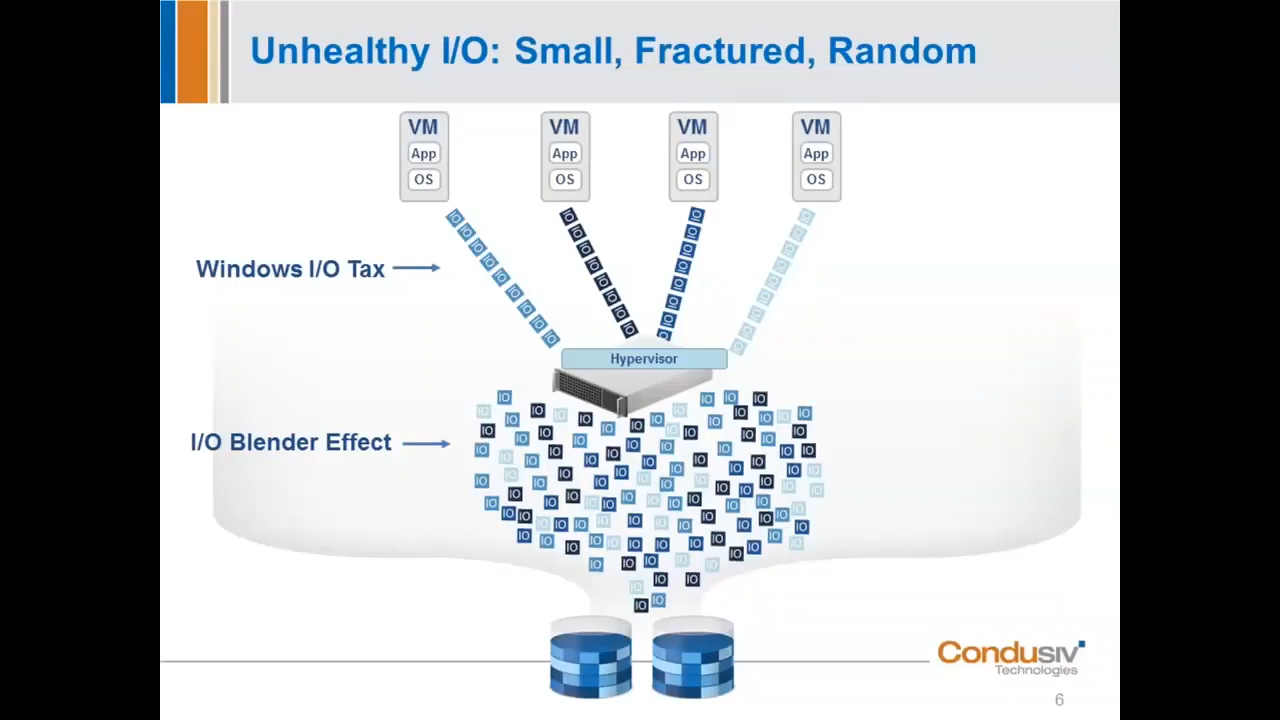 Unhealthy I/O: Small, Fractured, Random
VM VM VM VM
App App App App
OS OS OS OS
Windows I/O Tax
Hypervisor
I/O Blender Effect
IO
Condusiv
Technologies
6